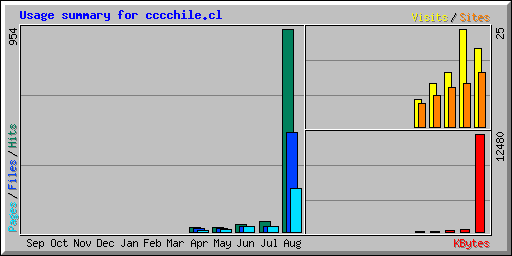 Usage summary for cccchile.cl
Visits/Sites
954
25
Pages/Files/Hits
12480
Sep Oct Nov Dec Jan Feb Mar Apr May Jun Jul Aug
KBytes